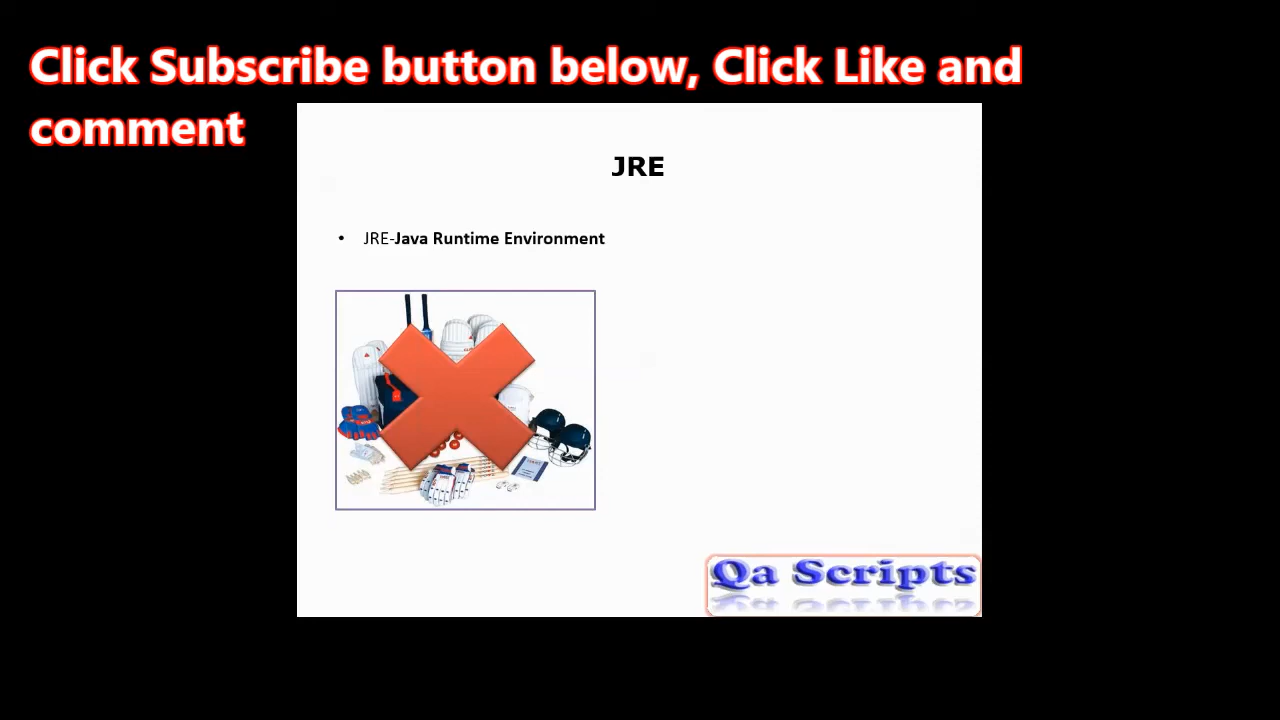 Click Subscribe button below, Click Like and
comment
JRE
• JRE-Java Runtime Environment
Qa Scripts